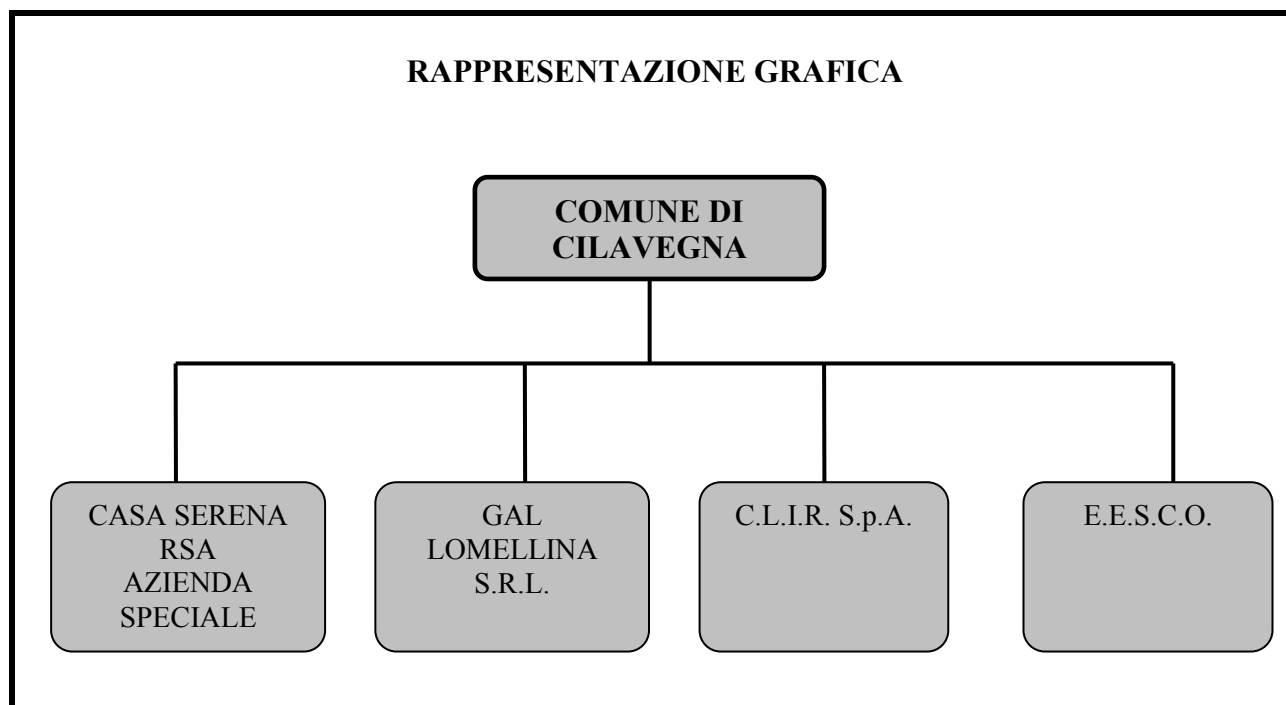 RAPPRESENTAZIONE GRAFICA
COMUNE DI
CILAVEGNA
CASA SERENA
RSA
AZIENDA
SPECIALE
GAL
LOMELLINA
S.R.L.
C.L.I.R. S.p.A.
E.E.S.C.O.